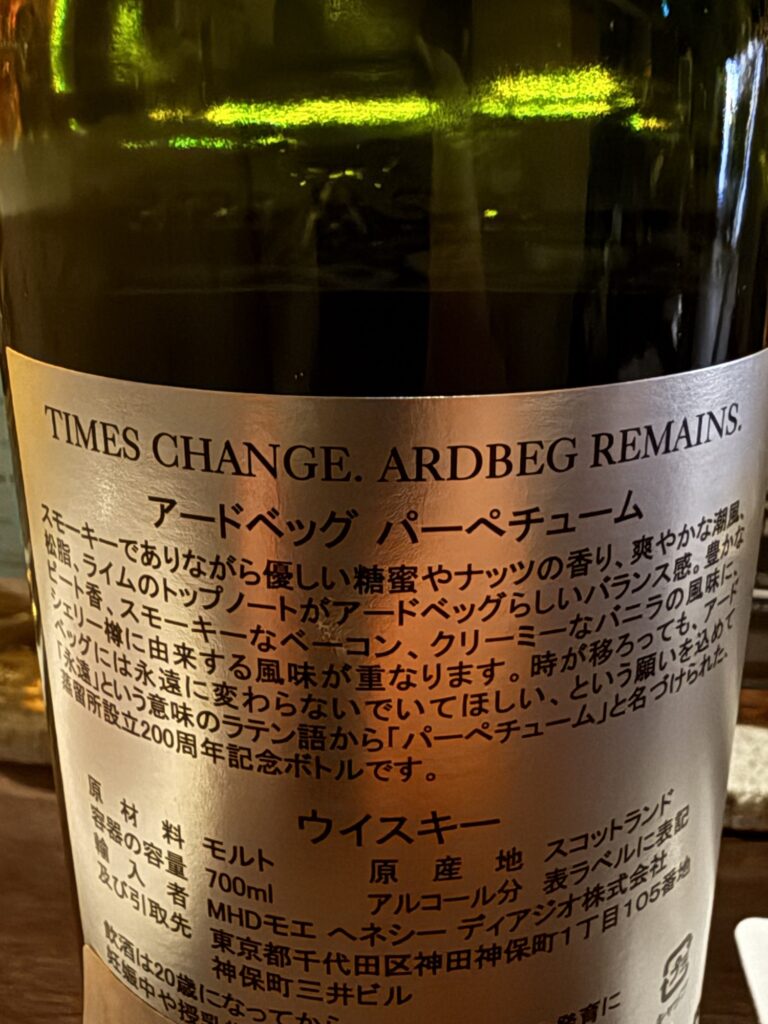 TIMES CHANGE. ARDBEG REMAINS.
アードベッグ パーペチューム
スモーキーでありながら優しい糖蜜やナッツの香り、爽やかな潮風、
松脂、ライムのトップノートがアードベッグらしいバランス感。豊かな
ピート香、スモーキーなベーコン、クリーミーなバニラの風味に、
シェリー樽に由来する風味が重なります。時が移ろっても、アード
ベッグには永遠に変わらないでいてほしい、という願いを込めて
「永遠」という意味のラテン語から「パーペチューム」と名づけられた、
蒸留所設立200周年記念ボトルです。
ウイスキー
原材料 モルト 原産地 スコットランド
容器の容量 700ml アルコール分 表ラベルに表記
輸入者 MHDモエ ヘネシー ディアジオ株式会社
及び引取先 東京都千代田区神田神保町1丁目105番地
神保町三井ビル
飲酒は20歳になってから
妊娠中や授乳